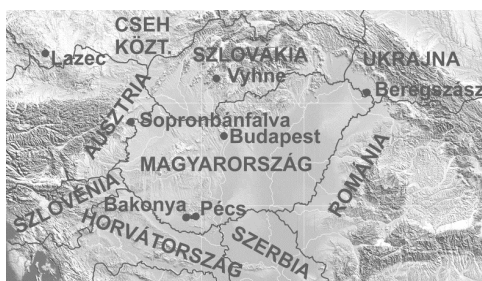 CSEH
KÖZT.
Lazec
SZLOVÁKIA
UKRAJNA
Vyhne
Beregszász
AUSZTRIA
Sopronbánfalva
Budapest
MAGYARORSZÁG
ROMÁNIA
SZLOVÉNIA
Bakonya
Pécs
HORVÁTORSZÁG
SZERBIA